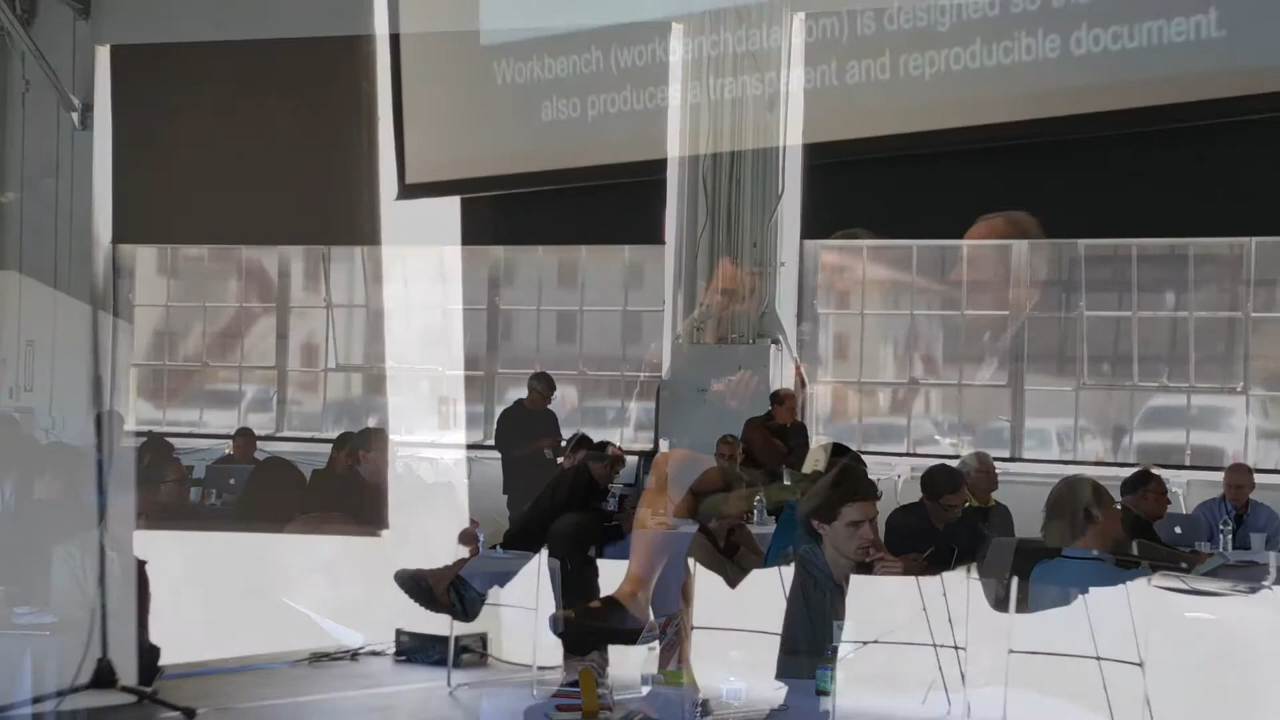 Workbench (workbenchdata.com) is designed so
also produces a transparent and reproducible document.